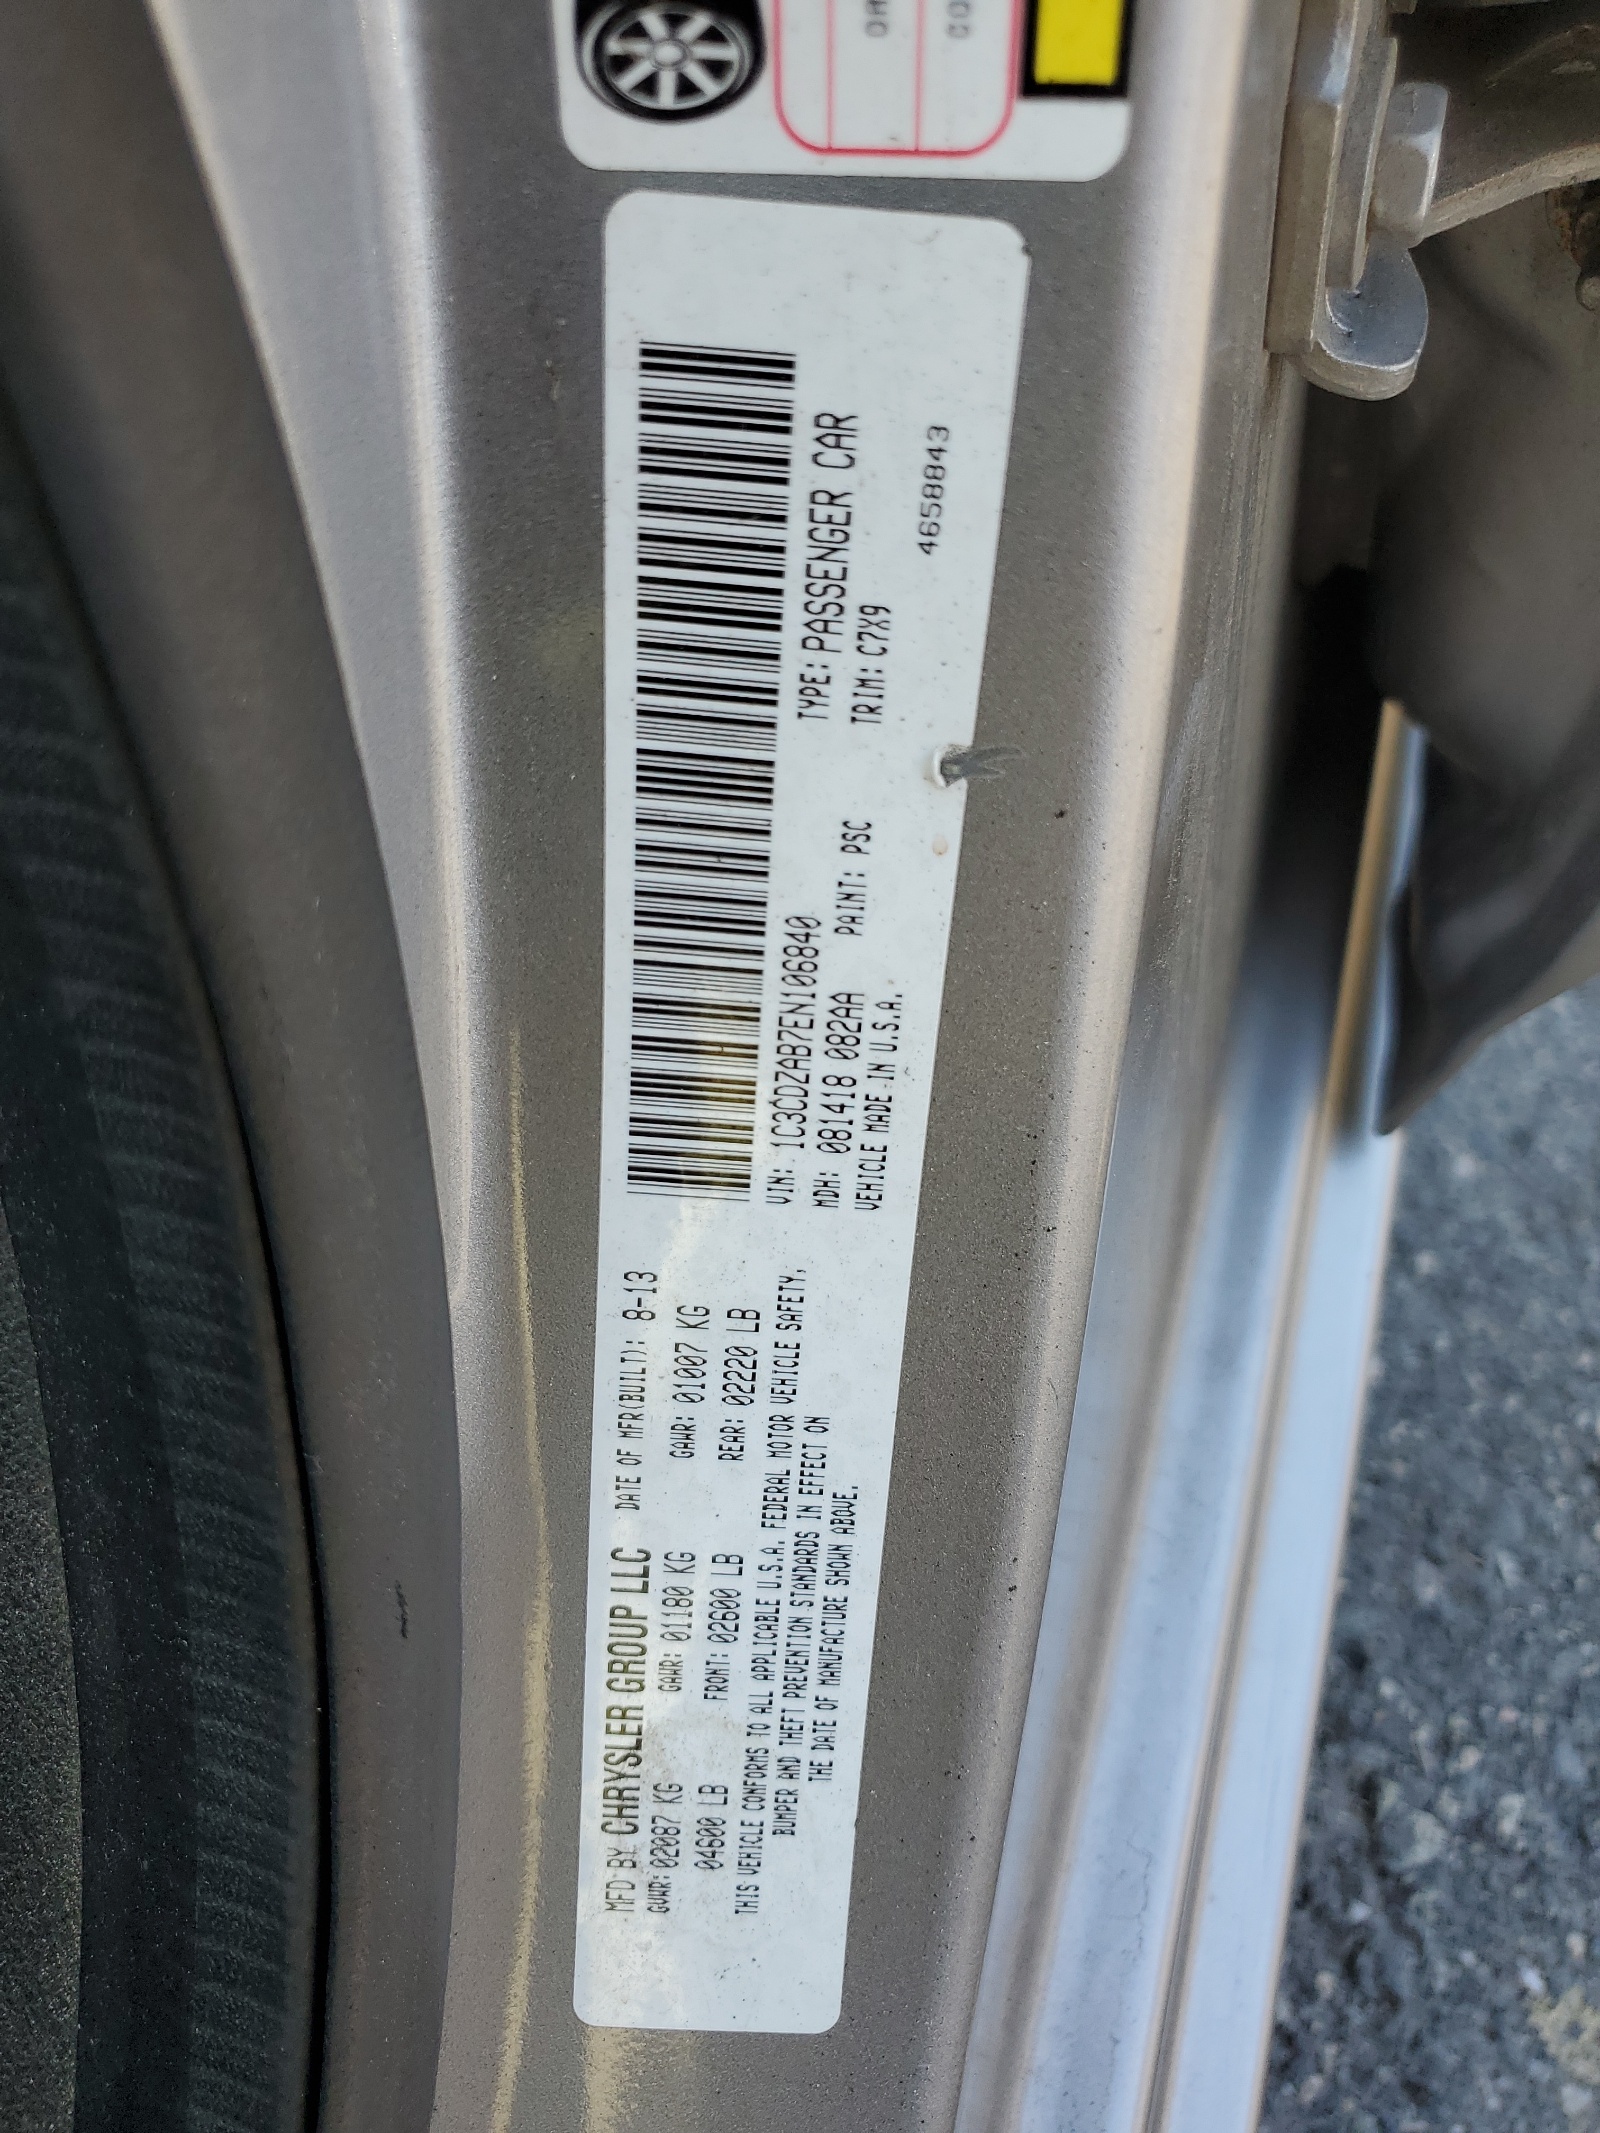 MFD BY CHRYSLER GROUP LLC DATE OF MFR(BUILT): 8-13
GVWR: 02087 KG GAWR: 01180 KG GAWR: 01007 KG
04600 LB FRONT: 02600 LB REAR: 02220 LB
THIS VEHICLE CONFORMS TO ALL APPLICABLE U.S.A. FEDERAL MOTOR VEHICLE SAFETY,
BUMPER AND THEFT PREVENTION STANDARDS IN EFFECT ON
THE DATE OF MANUFACTURE SHOWN ABOVE.
VIN: 1C3CDZAB7EN106840 TYPE: PASSENGER CAR
MDH: 081418 082AA PAINT: PSC TRIM: C7X9
VEHICLE MADE IN U.S.A.
4658843